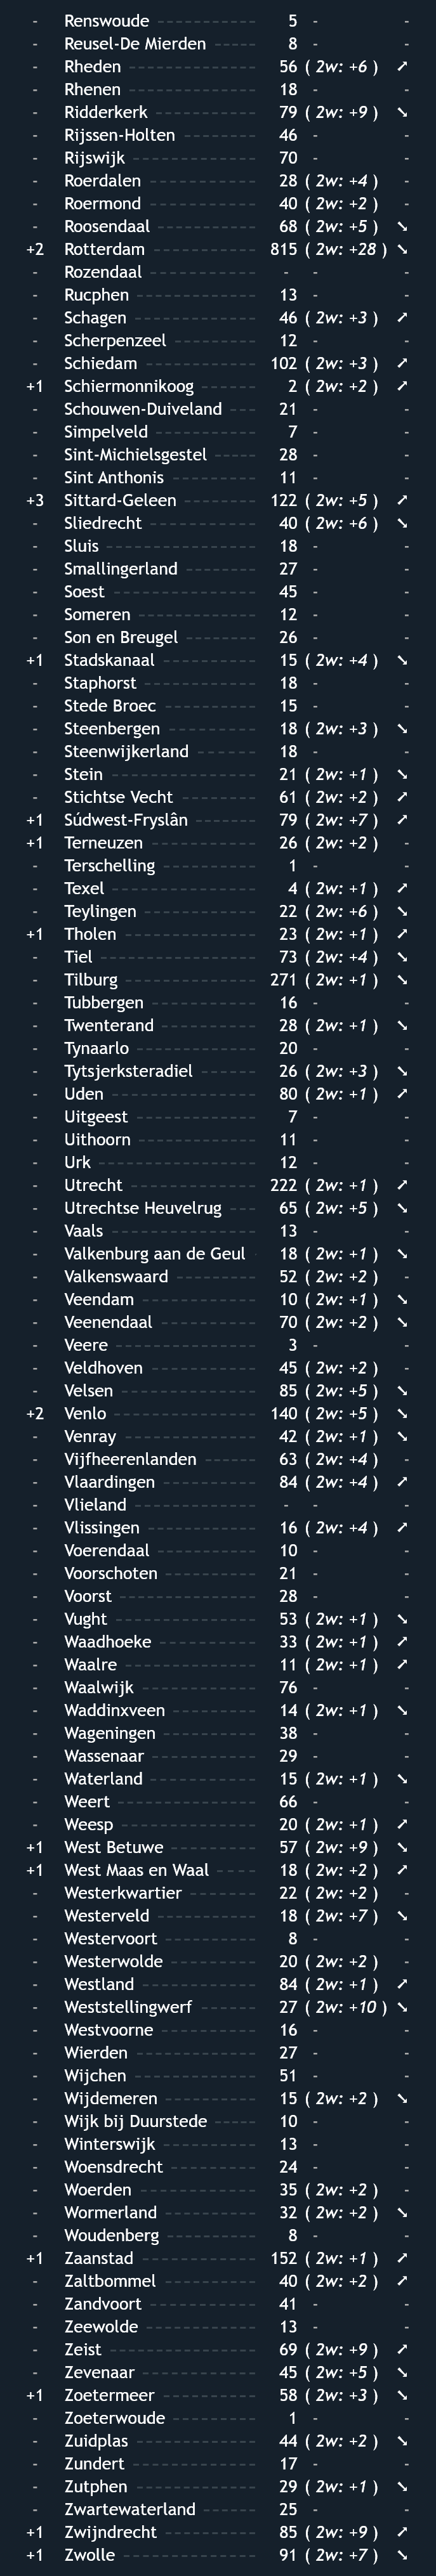 - Renswoude 5 - -
- Reusel-De Mierden 8 - -
- Rheden 56 ( 2w: +6 ) ↗
- Rhenen 18 - -
- Ridderkerk 79 ( 2w: +9 ) ↘
- Rijssen-Holten 46 - -
- Rijswijk 70 - -
- Roerdalen 28 ( 2w: +4 ) -
- Roermond 40 ( 2w: +2 ) -
- Roosendaal 68 ( 2w: +5 ) ↘
+2 Rotterdam 815 ( 2w: +28 ) ↘
- Rozendaal - - -
- Rucphen 13 - -
- Schagen 46 ( 2w: +3 ) ↗
- Scherpenzeel 12 - -
- Schiedam 102 ( 2w: +3 ) ↗
+1 Schiermonnikoog 2 ( 2w: +2 ) ↗
- Schouwen-Duiveland 21 - -
- Simpelveld 7 - -
- Sint-Michielsgestel 28 - -
- Sint Anthonis 11 - -
+3 Sittard-Geleen 122 ( 2w: +5 ) ↗
- Sliedrecht 40 ( 2w: +6 ) ↘
- Sluis 18 - -
- Smallingerland 27 - -
- Soest 45 - -
- Someren 12 - -
- Son en Breugel 26 - -
+1 Stadskanaal 15 ( 2w: +4 ) ↘
- Staphorst 18 - -
- Stede Broec 15 - -
- Steenbergen 18 ( 2w: +3 ) ↘
- Steenwijkerland 18 - -
- Stein 21 ( 2w: +1 ) ↘
- Stichtse Vecht 61 ( 2w: +2 ) ↗
+1 Súdwest-Fryslân 79 ( 2w: +7 ) ↗
+1 Terneuzen 26 ( 2w: +2 ) -
- Terschelling 1 - -
- Texel 4 ( 2w: +1 ) ↗
- Teylingen 22 ( 2w: +6 ) ↘
+1 Tholen 23 ( 2w: +1 ) ↗
- Tiel 73 ( 2w: +4 ) ↘
- Tilburg 271 ( 2w: +1 ) ↘
- Tubbergen 16 - -
- Twenterand 28 ( 2w: +1 ) ↘
- Tynaarlo 20 - -
- Tytsjerksteradiel 26 ( 2w: +3 ) ↘
- Uden 80 ( 2w: +1 ) ↗
- Uitgeest 7 - -
- Uithoorn 11 - -
- Urk 12 - -
- Utrecht 222 ( 2w: +1 ) ↗
- Utrechtse Heuvelrug 65 ( 2w: +5 ) ↘
- Vaals 13 - -
- Valkenburg aan de Geul 18 ( 2w: +1 ) ↘
- Valkenswaard 52 ( 2w: +2 ) -
- Veendam 10 ( 2w: +1 ) ↘
- Veenendaal 70 ( 2w: +2 ) ↘
- Veere 3 - -
- Veldhoven 45 ( 2w: +2 ) -
- Velsen 85 ( 2w: +5 ) ↘
+2 Venlo 140 ( 2w: +5 ) ↘
- Venray 42 ( 2w: +1 ) ↘
- Vijfheerenlanden 63 ( 2w: +4 ) -
- Vlaardingen 84 ( 2w: +4 ) ↗
- Vlieland - - -
- Vlissingen 16 ( 2w: +4 ) ↗
- Voerendaal 10 - -
- Voorschoten 21 - -
- Voorst 28 - -
- Vught 53 ( 2w: +1 ) ↘
- Waadhoeke 33 ( 2w: +1 ) ↗
- Waalre 11 ( 2w: +1 ) ↗
- Waalwijk 76 - -
- Waddinxveen 14 ( 2w: +1 ) ↘
- Wageningen 38 - -
- Wassenaar 29 - -
- Waterland 15 ( 2w: +1 ) ↘
- Weert 66 - -
- Weesp 20 ( 2w: +1 ) ↗
+1 West Betuwe 57 ( 2w: +9 ) ↘
+1 West Maas en Waal 18 ( 2w: +2 ) ↗
- Westerkwartier 22 ( 2w: +2 ) -
- Westerveld 18 ( 2w: +7 ) ↘
- Westervoort 8 - -
- Westerwolde 20 ( 2w: +2 ) -
- Westland 84 ( 2w: +1 ) ↗
- Weststellingwerf 27 ( 2w: +10 ) ↘
- Westvoorne 16 - -
- Wierden 27 - -
- Wijchen 51 - -
- Wijdemeren 15 ( 2w: +2 ) ↘
- Wijk bij Duurstede 10 - -
- Winterswijk 13 - -
- Woensdrecht 24 - -
- Woerden 35 ( 2w: +2 ) -
- Wormerland 32 ( 2w: +2 ) ↘
- Woudenberg 8 - -
+1 Zaanstad 152 ( 2w: +1 ) ↗
- Zaltbommel 40 ( 2w: +2 ) ↗
- Zandvoort 41 - -
- Zeewolde 13 - -
- Zeist 69 ( 2w: +9 ) ↗
- Zevenaar 45 ( 2w: +5 ) ↘
+1 Zoetermeer 58 ( 2w: +3 ) ↘
- Zoeterwoude 1 - -
- Zuidplas 44 ( 2w: +2 ) ↘
- Zundert 17 - -
- Zutphen 29 ( 2w: +1 ) ↘
- Zwartewaterland 25 - -
+1 Zwijndrecht 85 ( 2w: +9 ) ↗
+1 Zwolle 91 ( 2w: +7 ) ↘